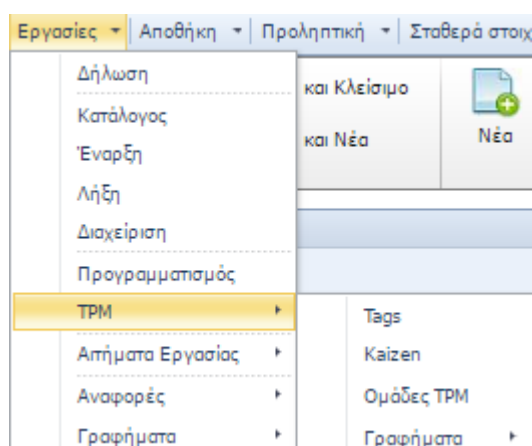 Εργασίες Αποθήκη Προληπτική Σταθερά στοιχ
Δήλωση
και Κλείσιμο
Κατάλογος
Έναρξη
και Νέα
Νέα
Λήξη
Διαχείριση
Προγραμματισμός
TPM
Tags
Αιτήματα Εργασίας
Kaizen
Αναφορές
Ομάδες TPM
Γραφήματα
Γραφήματα